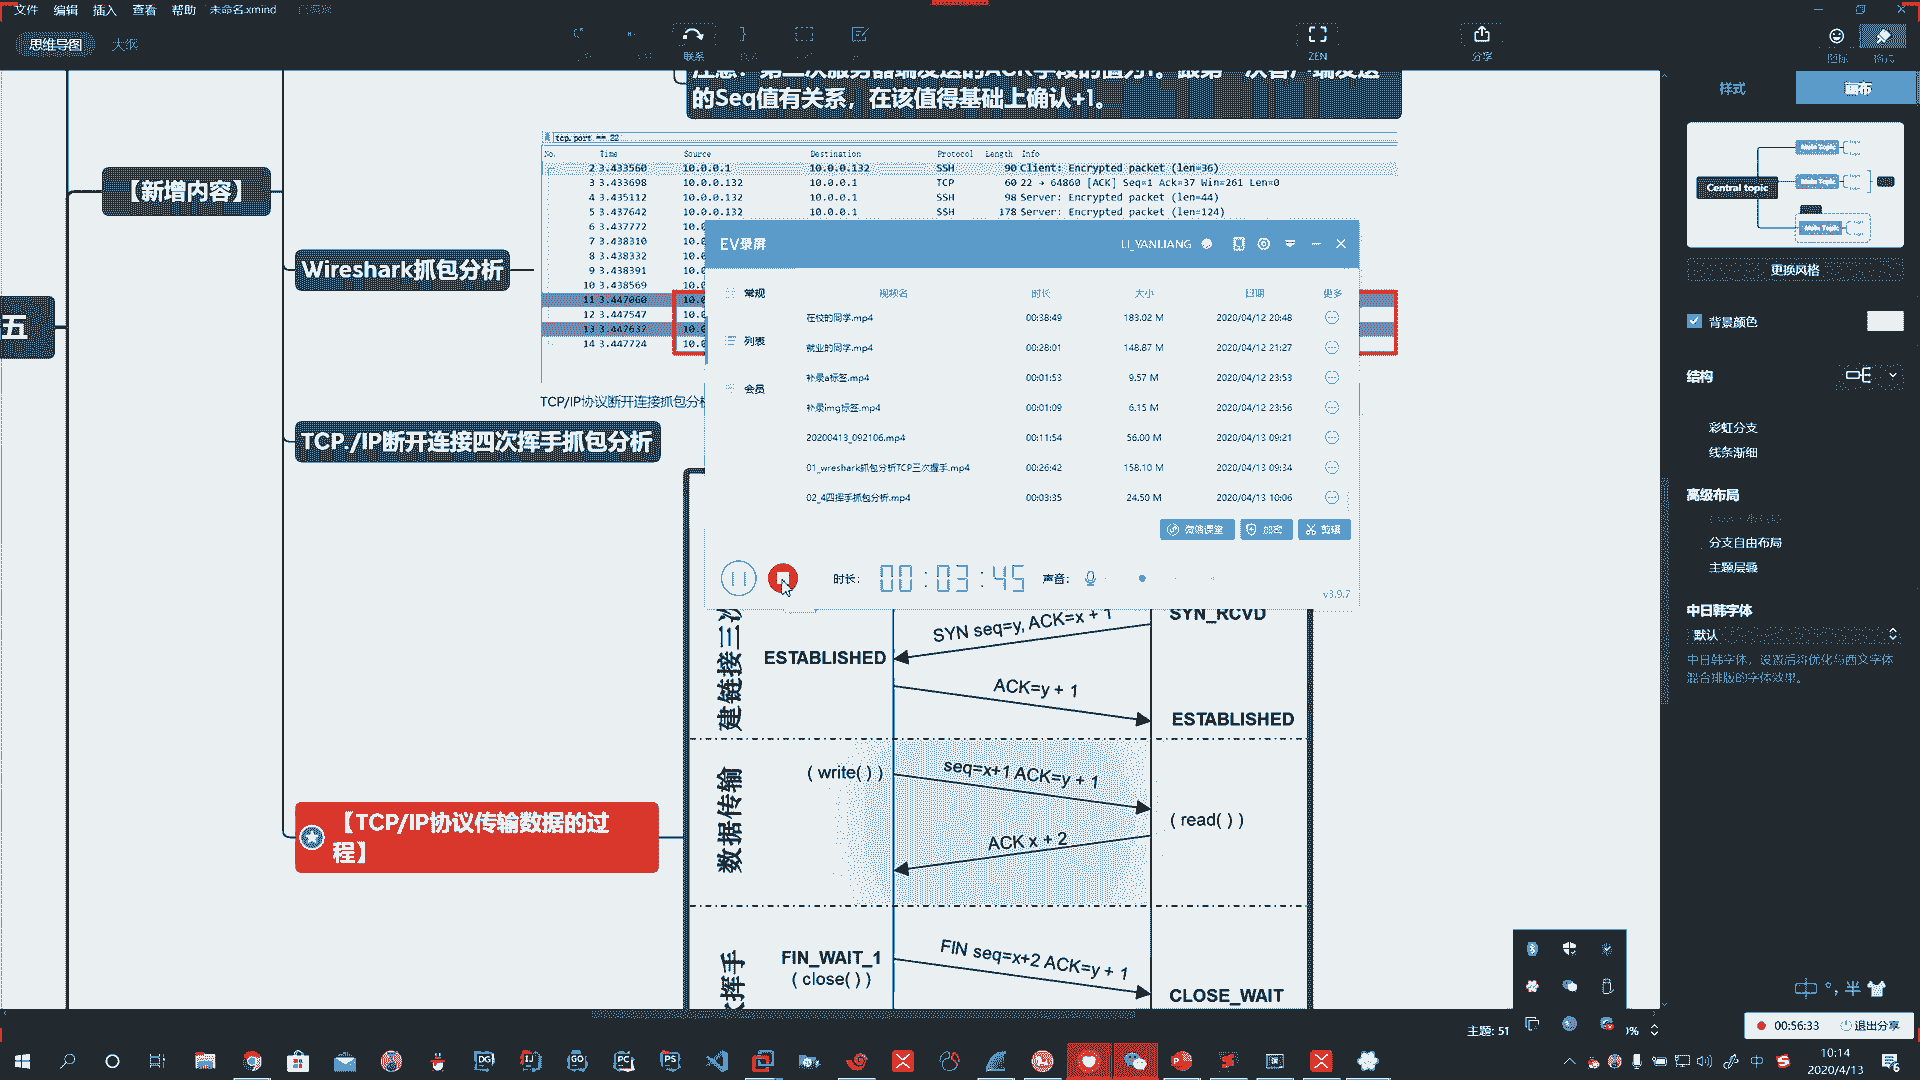 文件 编辑 插入 查看 帮助 未命名.xmind
思维导图 大纲
联系
ZEN
分享
图标 格式
样式 画布
的Seq值有关系，在该值得基础上确认+1。
tcp.port == 22
No. Time Source Destination Protocol Length Info
2 3.433560 10.0.0.1 10.0.0.132 SSH 90 Client: Encrypted packet (len=36)
3 3.433698 10.0.0.132 10.0.0.1 TCP 60 22 → 64860 [ACK] Seq=1 Ack=37 Win=261 Len=0
4 3.435112 10.0.0.132 10.0.0.1 SSH 98 Server: Encrypted packet (len=44)
5 3.437642 10.0.0.132 10.0.0.1 SSH 178 Server: Encrypted packet (len=124)
6 3.437772 10.0
7 3.438310 10.0
8 3.438332 10.0
9 3.438391 10.0
10 3.438569 10.0
11 3.447060 10.0
12 3.447547 10.0
13 3.447637 10.0
14 3.447724 10.0
【新增内容】
Wireshark抓包分析
五
TCP/IP协议断开连接抓包分析
TCP./IP断开连接四次挥手抓包分析
【TCP/IP协议传输数据的过
程】
EV录屏 LI_YANLIANG
常规
列表
会员
视频名 时长 大小 日期 更多
在校的同学.mp4 00:38:49 183.02 M 2020/04/12 20:48
就业的同学.mp4 00:28:01 148.87 M 2020/04/12 21:27
补录a标签.mp4 00:01:53 9.57 M 2020/04/12 23:53
补录img标签.mp4 00:01:09 6.15 M 2020/04/12 23:56
20200413_092106.mp4 00:11:54 56.00 M 2020/04/13 09:21
01_wreshark抓包分析TCP三次握手.mp4 00:26:42 158.10 M 2020/04/13 09:34
02_4四挥手抓包分析.mp4 00:03:35 24.50 M 2020/04/13 10:06
微信课堂 加密 剪辑
时长： 00:03:45 声音：
v3.9.7
建链接三次
SYN_RCVD
SYN seq=y, ACK=x + 1
ESTABLISHED
ACK=y + 1
ESTABLISHED
数据传输
( write( ) )
seq=x+1 ACK=y + 1
( read( ) )
ACK x + 2
挥手
FIN_WAIT_1
( close( ) )
FIN seq=x+2 ACK=y + 1
CLOSE_WAIT
Central topic
Main Topic
Main Topic
Main Topic
更换风格
背景颜色
结构
彩虹分支
线条渐细
高级布局
分支自由布局
主题层叠
中日韩字体
默认
中日韩字体，设置后将优化与西文字体
混合排版的字体效果。
中 °, 半
主题: 51
%
00:56:33 退出分享
DG IJ GO PC PS
中
10:14
2020/4/13
6